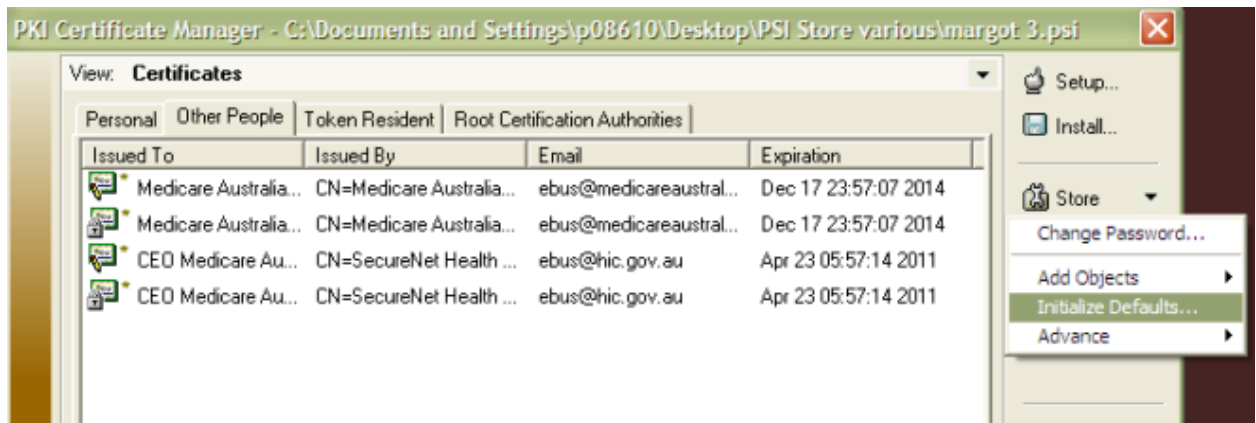 PKI Certificate Manager - C:\Documents and Settings\p08610\Desktop\PSI Store various\margot 3.psi
View: Certificates
Setup...
Personal Other People Token Resident Root Certification Authorities
Install...
Issued To Issued By Email Expiration
Medicare Australia... CN=Medicare Australia... ebus@medicareaustral... Dec 17 23:57:07 2014
Store
Medicare Australia... CN=Medicare Australia... ebus@medicareaustral... Dec 17 23:57:07 2014
Change Password...
CEO Medicare Au... CN=SecureNet Health ... ebus@hic.gov.au Apr 23 05:57:14 2011
Add Objects
CEO Medicare Au... CN=SecureNet Health ... ebus@hic.gov.au Apr 23 05:57:14 2011
Initialize Defaults...
Advance